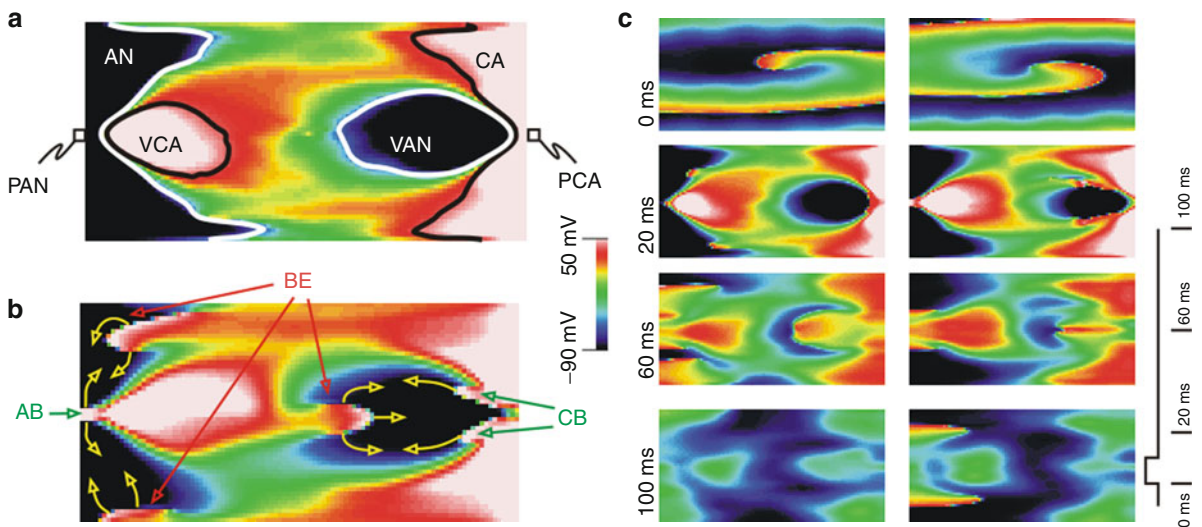 a
AN
CA
VCA
VAN
PAN
PCA
50 mV
−90 mV
b
BE
AB
CB
c
0 ms
20 ms
60 ms
100 ms
100 ms
60 ms
20 ms
0 ms